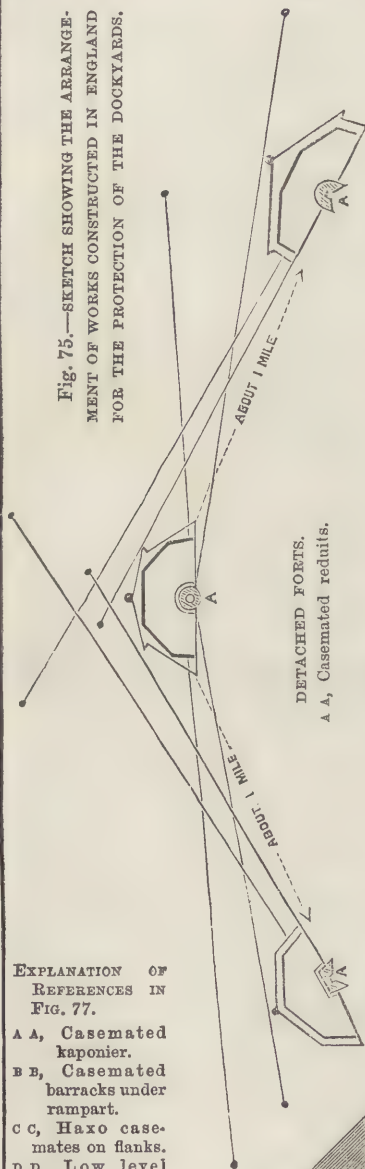 Fig. 75.—SKETCH SHOWING THE ARRANGE-
MENT OF WORKS CONSTRUCTED IN ENGLAND
FOR THE PROTECTION OF THE DOCKYARDS.
ABOUT 1 MILE
ABOUT 1 MILE
A
A
A
DETACHED FORTS.
A A, Casemated reduits.
EXPLANATION OF
REFERENCES IN
FIG. 77.
A A, Casemated
kaponier.
B B, Casemated
barracks under
rampart.
C C, Haxo case-
mates on flanks.
D D, Low level